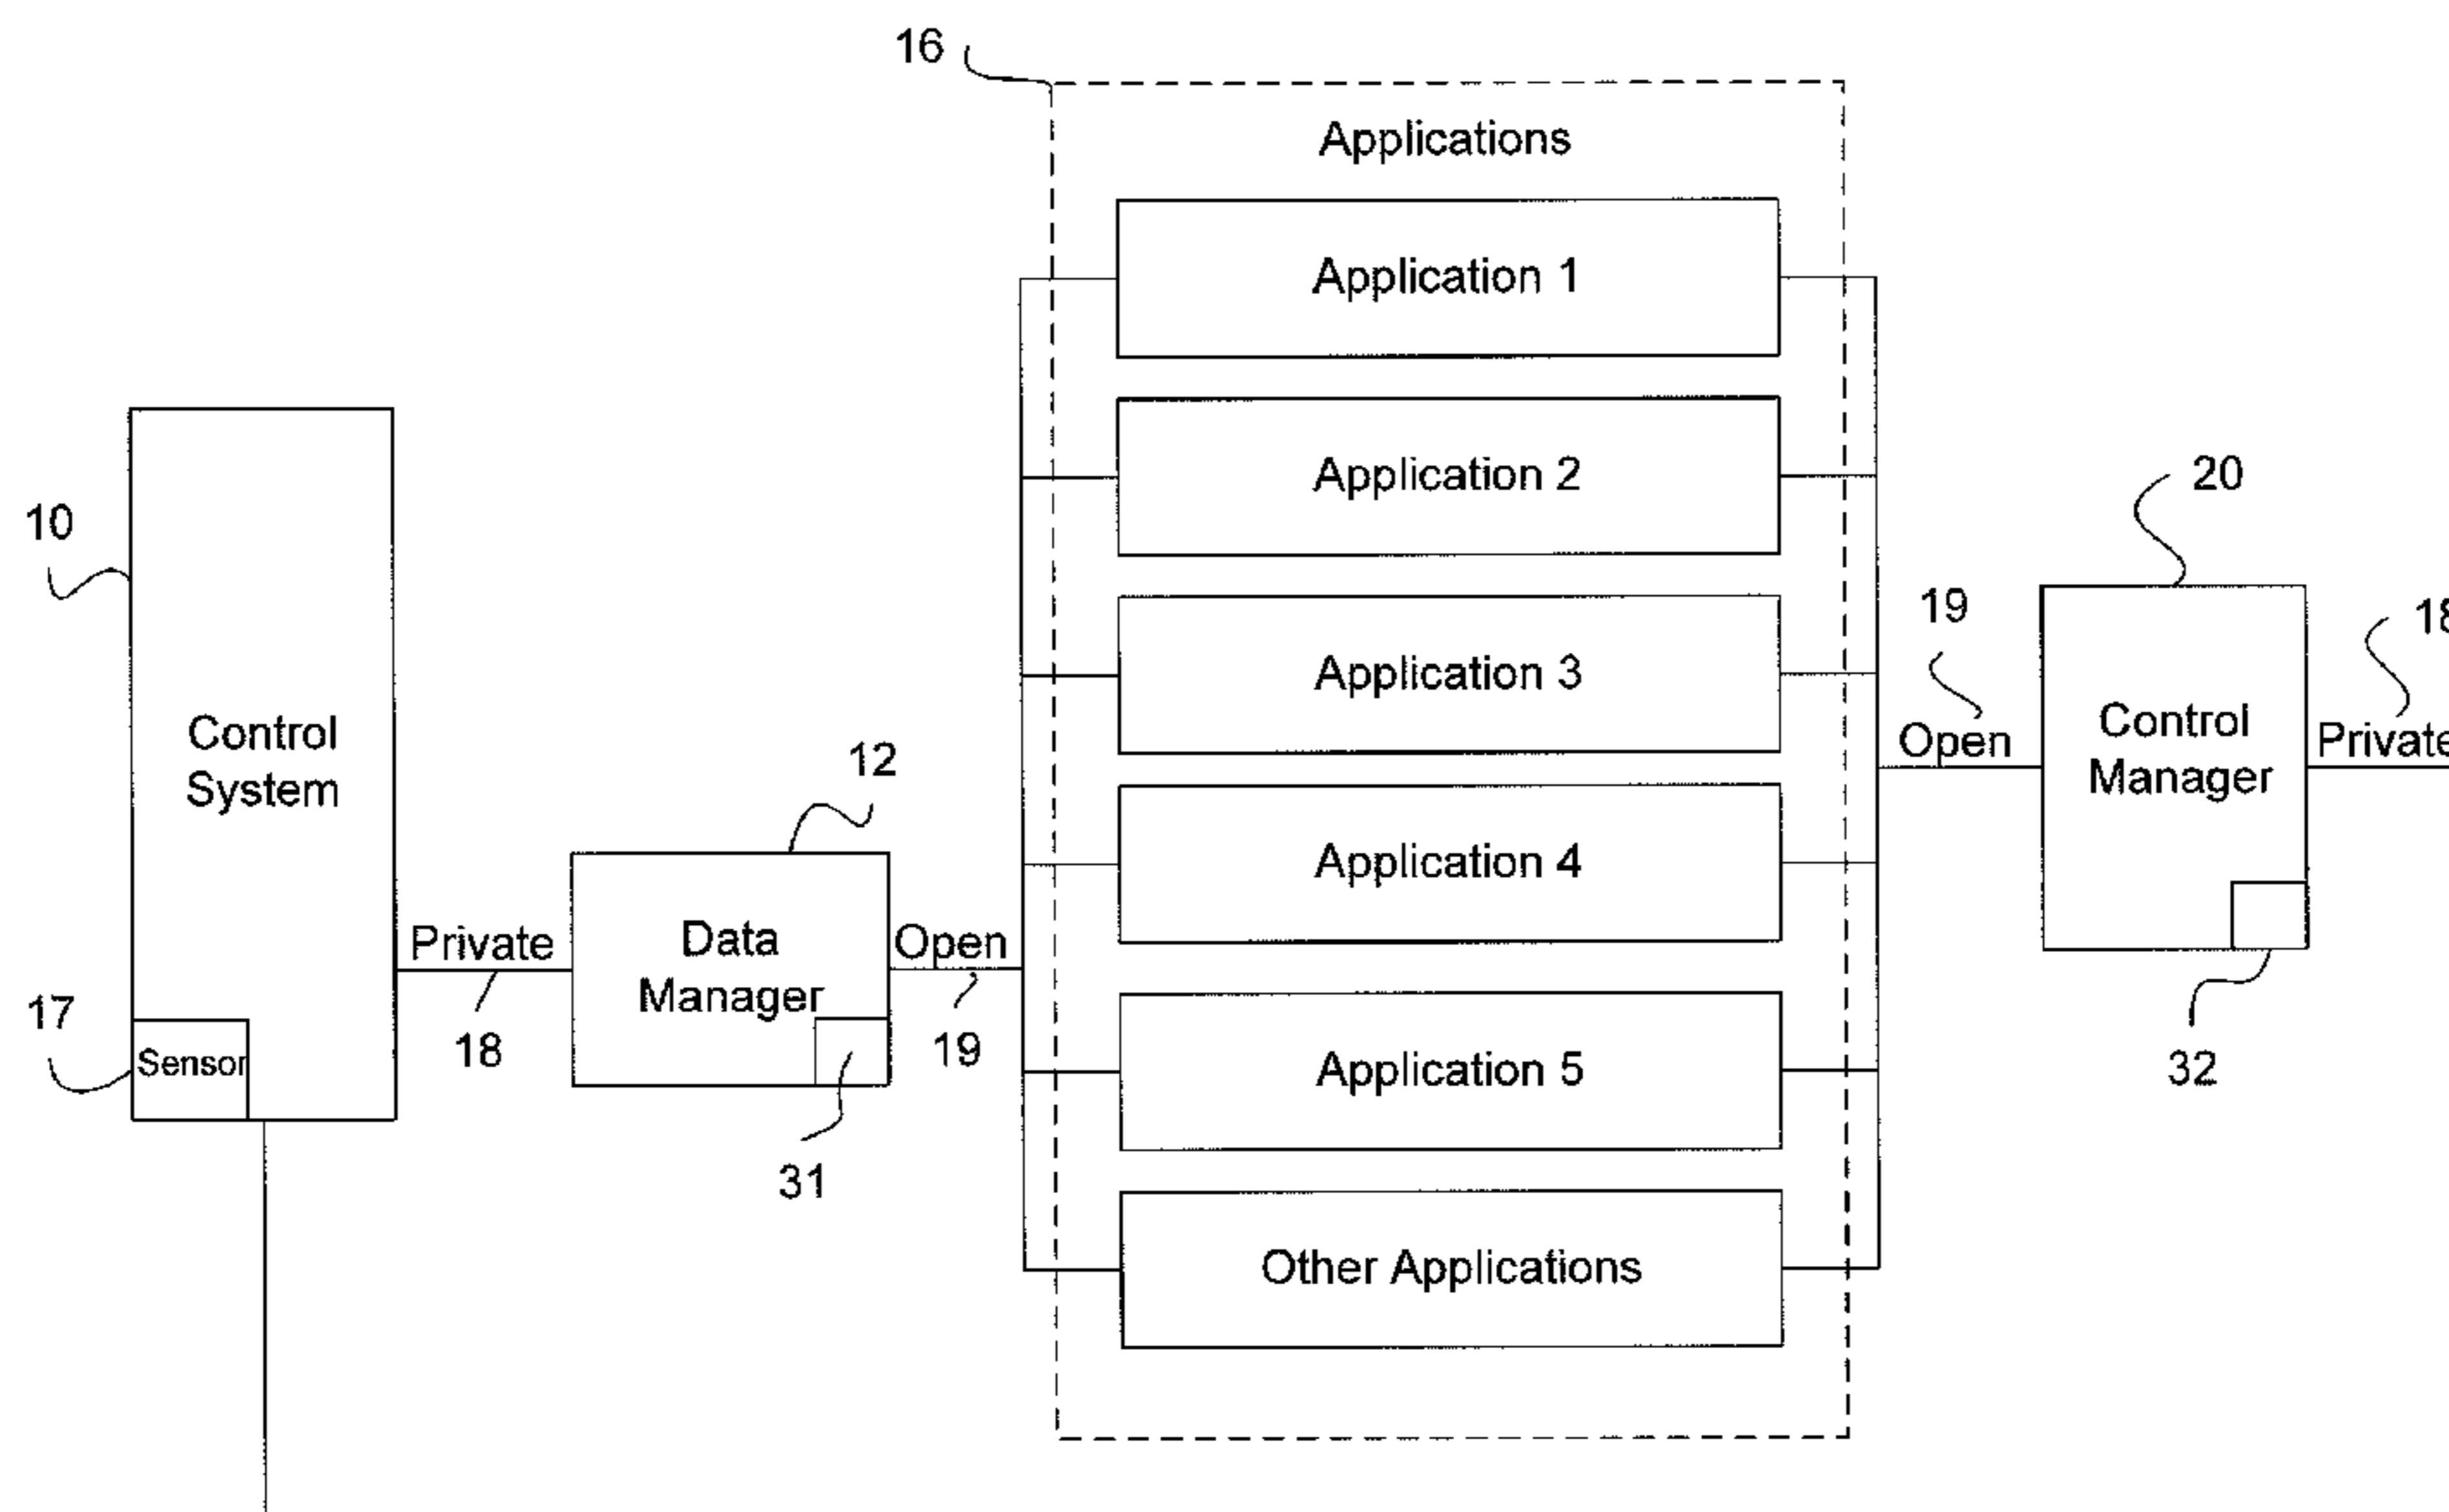 16
Applications
Application 1
Application 2
20
10
Application 3
19
18
Control
System
Open
Control
Manager
Private
12
Application 4
Private
Data
Manager
Open
17
Sensor
18
19
Application 5
32
31
Other Applications